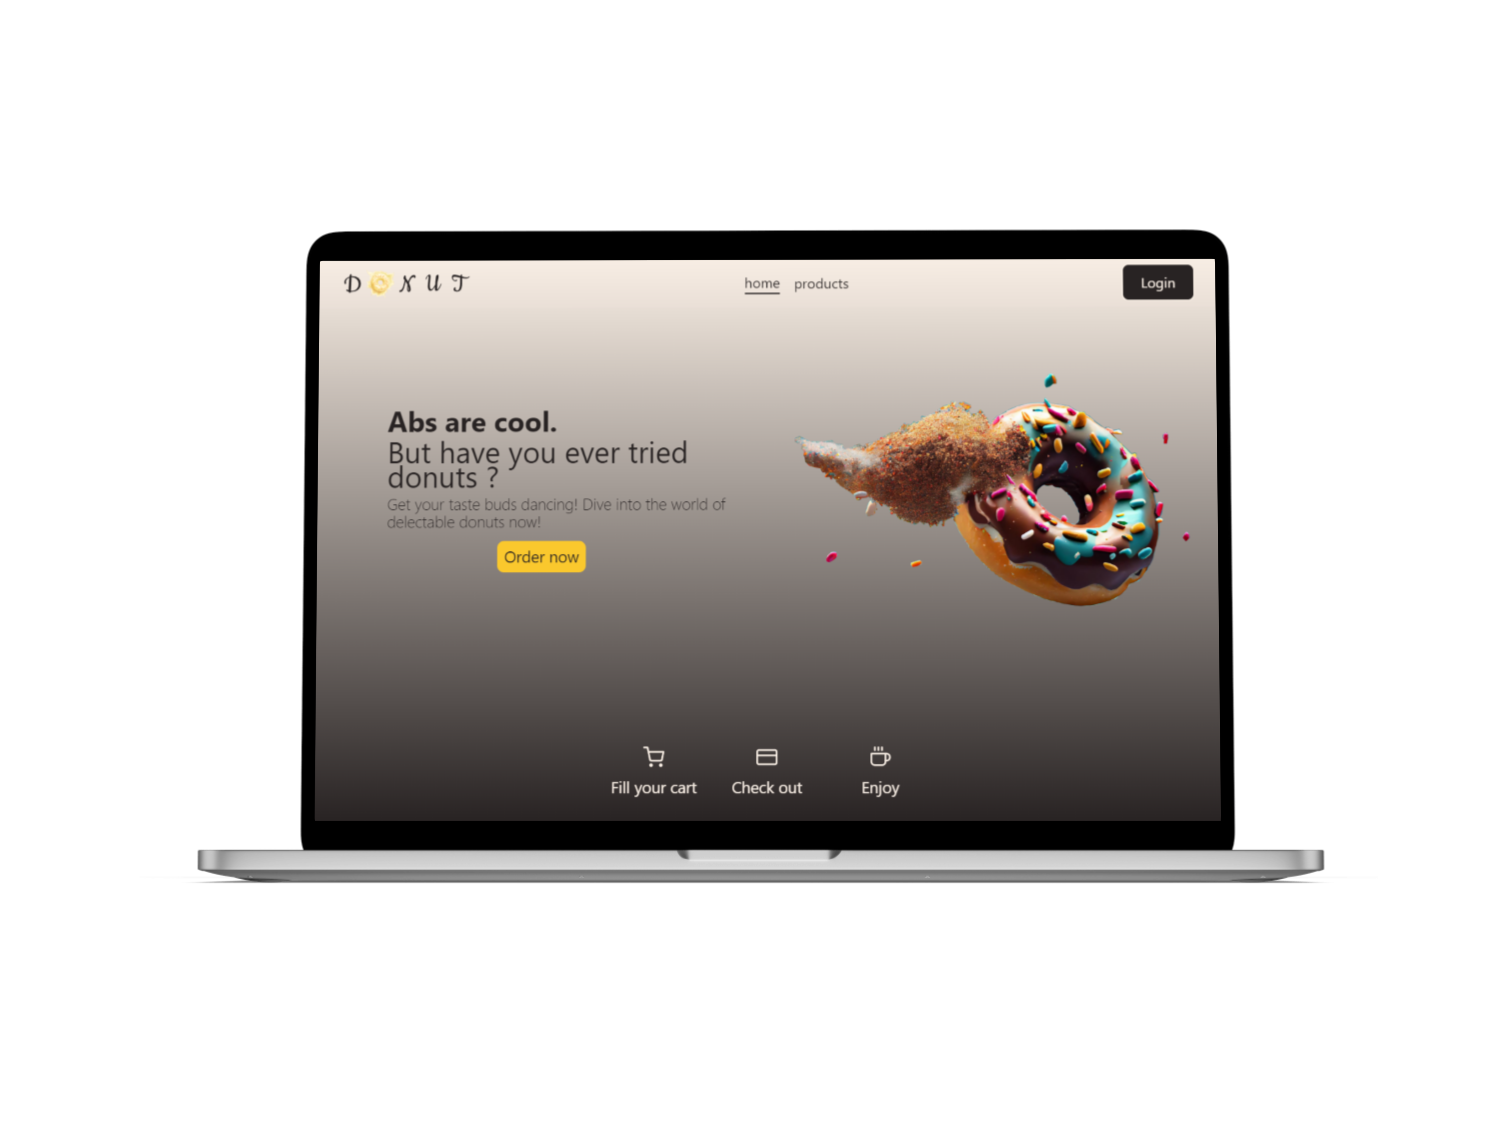 D NUT
home products
Login
Abs are cool.
But have you ever tried
donuts ?
Get your taste buds dancing! Dive into the world of
delectable donuts now!
Order now
Fill your cart
Check out
Enjoy